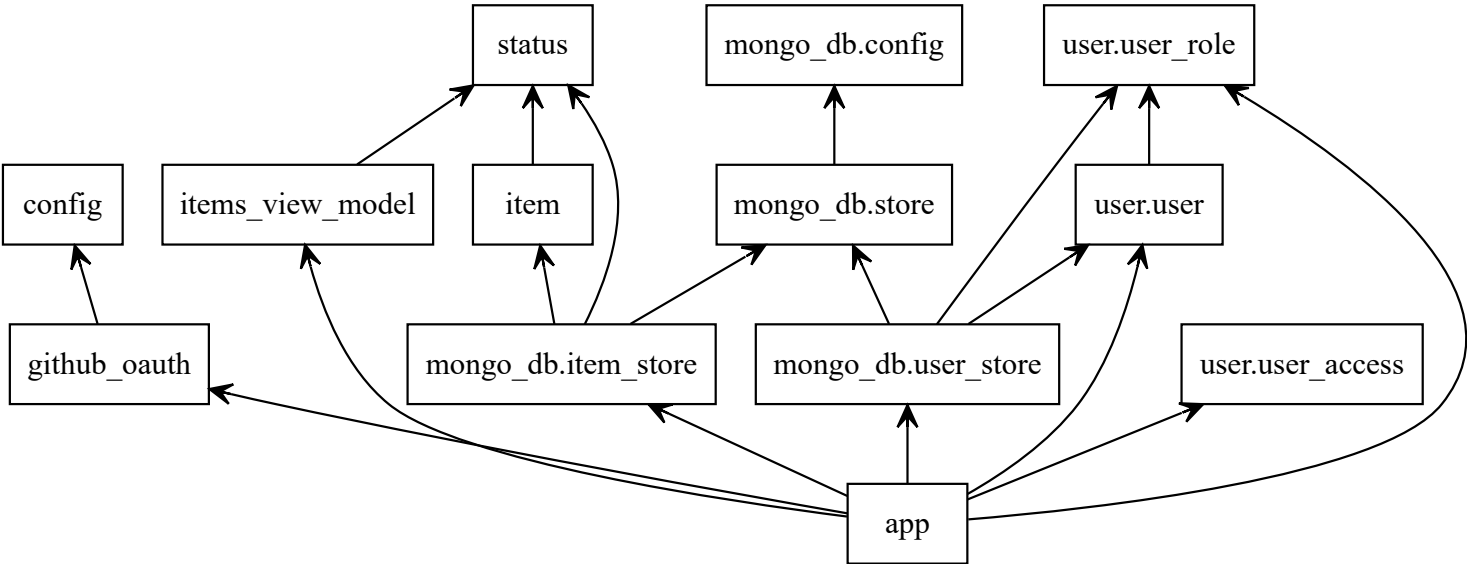 status
mongo_db.config
user.user_role
config
items_view_model
item
mongo_db.store
user.user
github_oauth
mongo_db.item_store
mongo_db.user_store
user.user_access
app